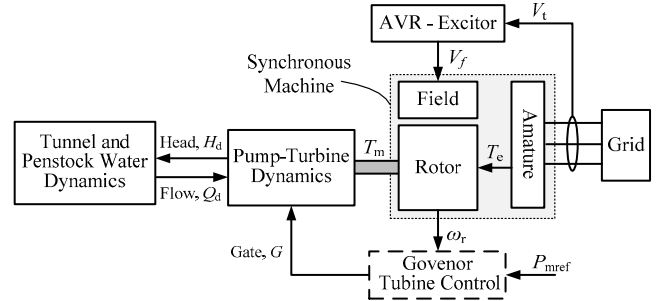 AVR - Excitor
V_t
V_f
Synchronous
Machine
Field
Amature
Grid
Tunnel and
Penstock Water
Dynamics
Head, H_d
Flow, Q_d
Pump-Turbine
Dynamics
T_m
Rotor
T_e
ω_r
Gate, G
Govenor
Tubine Control
P_mref